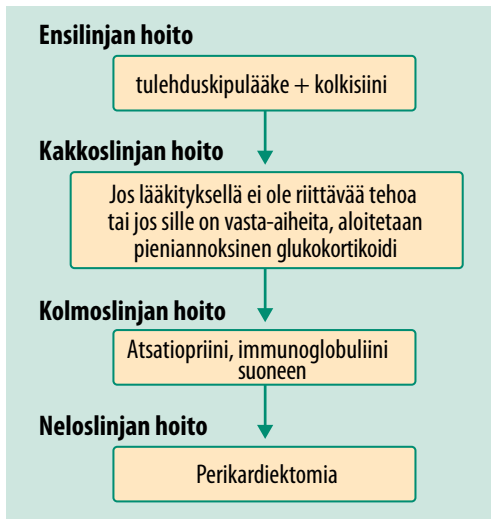 Ensilinjan hoito
tulehduskipulääke + kolkisiini
Kakkoslinjan hoito
Jos lääkityksellä ei ole riittävää tehoa
tai jos sille on vasta-aiheita, aloitetaan
pieniannoksinen glukokortikoidi
Kolmoslinjan hoito
Atsatiopriini, immunoglobuliini
suoneen
Neloslinjan hoito
Perikardiektomia